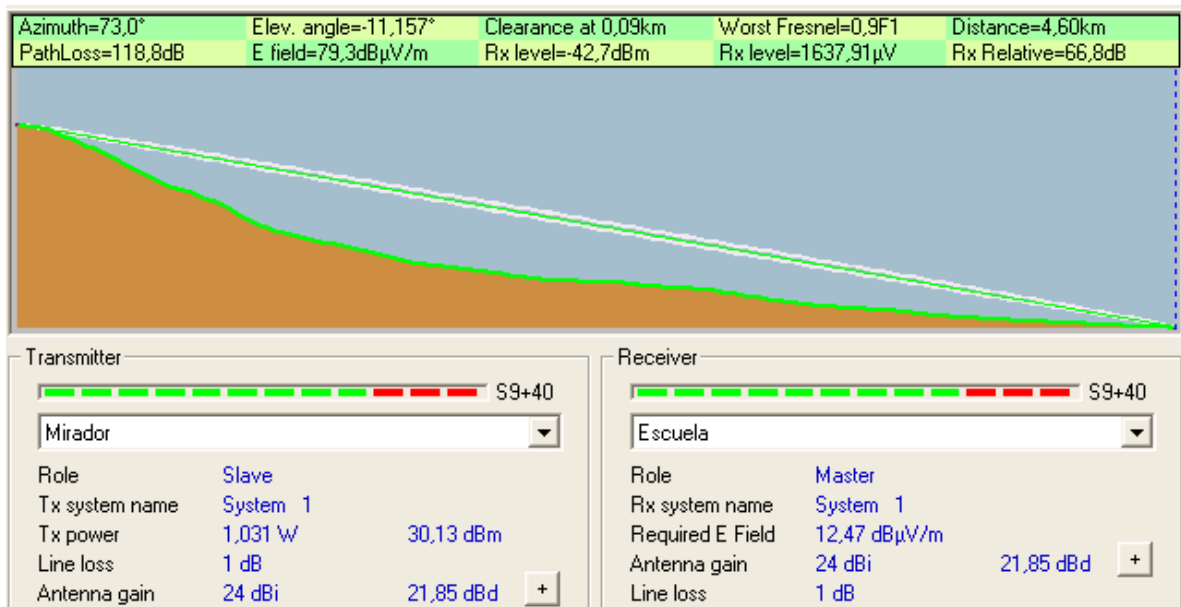 Azimuth=73,0° Elev. angle=-11,157° Clearance at 0,09km Worst Fresnel=0,9F1 Distance=4,60km
PathLoss=118,8dB E field=79,3dBµV/m Rx level=-42,7dBm Rx level=1637,91µV Rx Relative=66,8dB
Transmitter
S9+40
Mirador
Role Slave
Tx system name System 1
Tx power 1,031 W 30,13 dBm
Line loss 1 dB
Antenna gain 24 dBi 21,85 dBd +
Receiver
S9+40
Escuela
Role Master
Rx system name System 1
Required E Field 12,47 dBµV/m
Antenna gain 24 dBi 21,85 dBd +
Line loss 1 dB